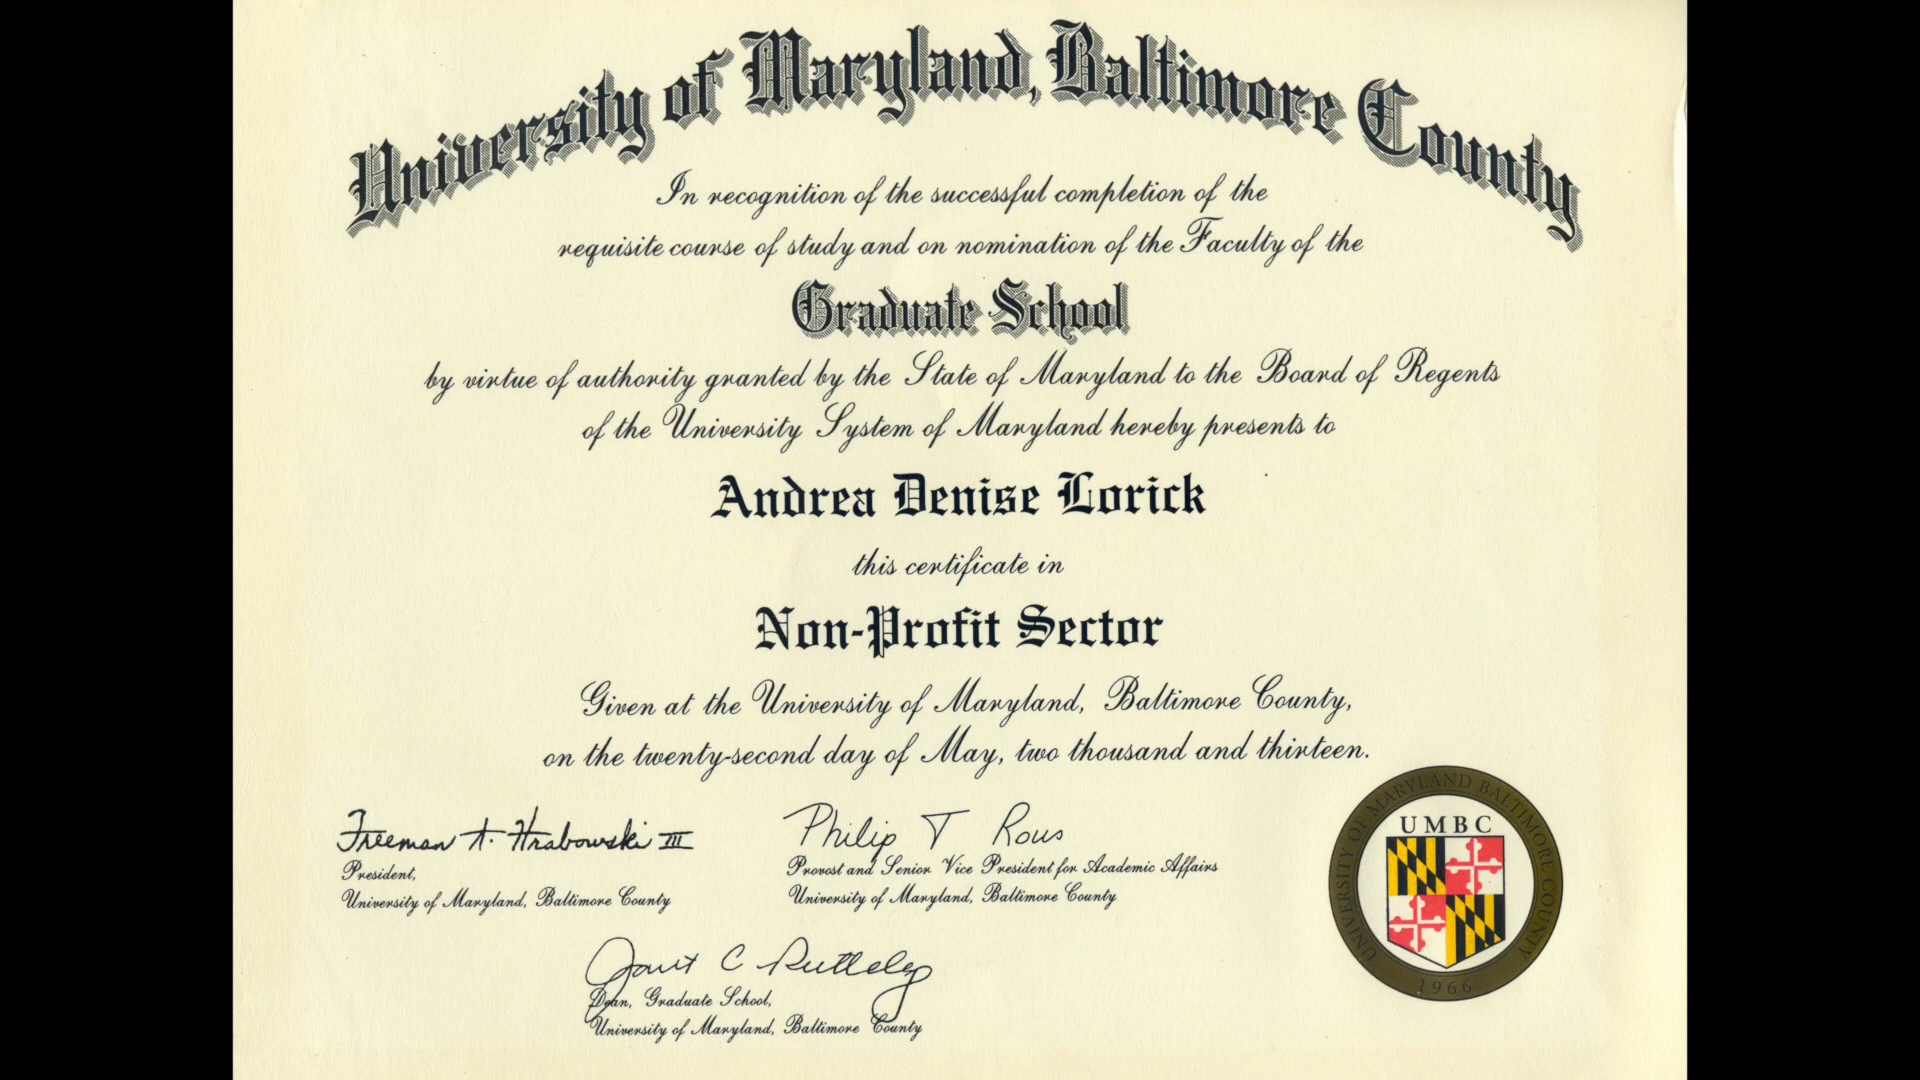 University of Maryland, Baltimore County
In recognition of the successful completion of the
requisite course of study and on nomination of the Faculty of the
Graduate School
by virtue of authority granted by the State of Maryland to the Board of Regents
of the University System of Maryland hereby presents to
Andrea Denise Lorick
this certificate in
Non-Profit Sector
Given at the University of Maryland, Baltimore County,
on the twenty-second day of May, two thousand and thirteen.
Freeman A. Hrabowski III
President,
University of Maryland, Baltimore County
Philip T Rous
Provost and Senior Vice President for Academic Affairs
University of Maryland, Baltimore County
Janet C Rutledge
Dean, Graduate School,
University of Maryland, Baltimore County
UNIVERSITY OF MARYLAND BALTIMORE COUNTY
UMBC
1966